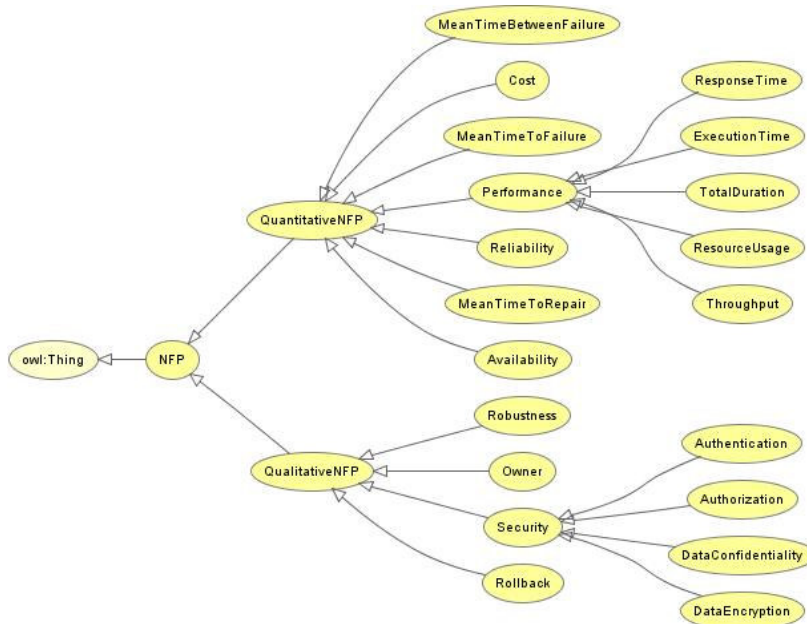 MeanTimeBetweenFailure
Cost
ResponseTime
MeanTimeToFailure
ExecutionTime
Performance
TotalDuration
QuantitativeNFP
Reliability
ResourceUsage
MeanTimeToRepair
Throughput
owl:Thing
NFP
Availability
Robustness
Authentication
QualitativeNFP
Owner
Authorization
Security
DataConfidentiality
Rollback
DataEncryption